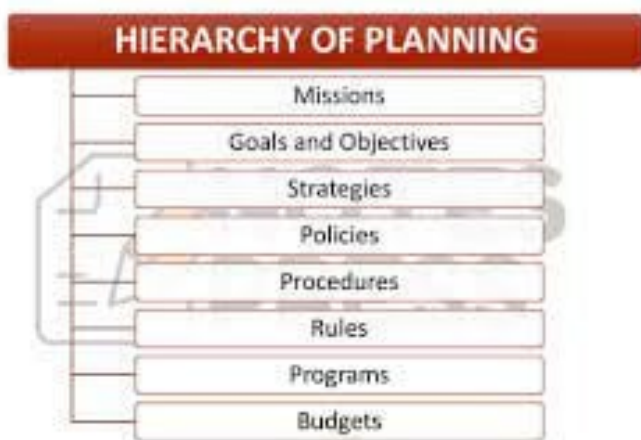 HIERARCHY OF PLANNING
Missions
Goals and Objectives
Strategies
Policies
Procedures
Rules
Programs
Budgets